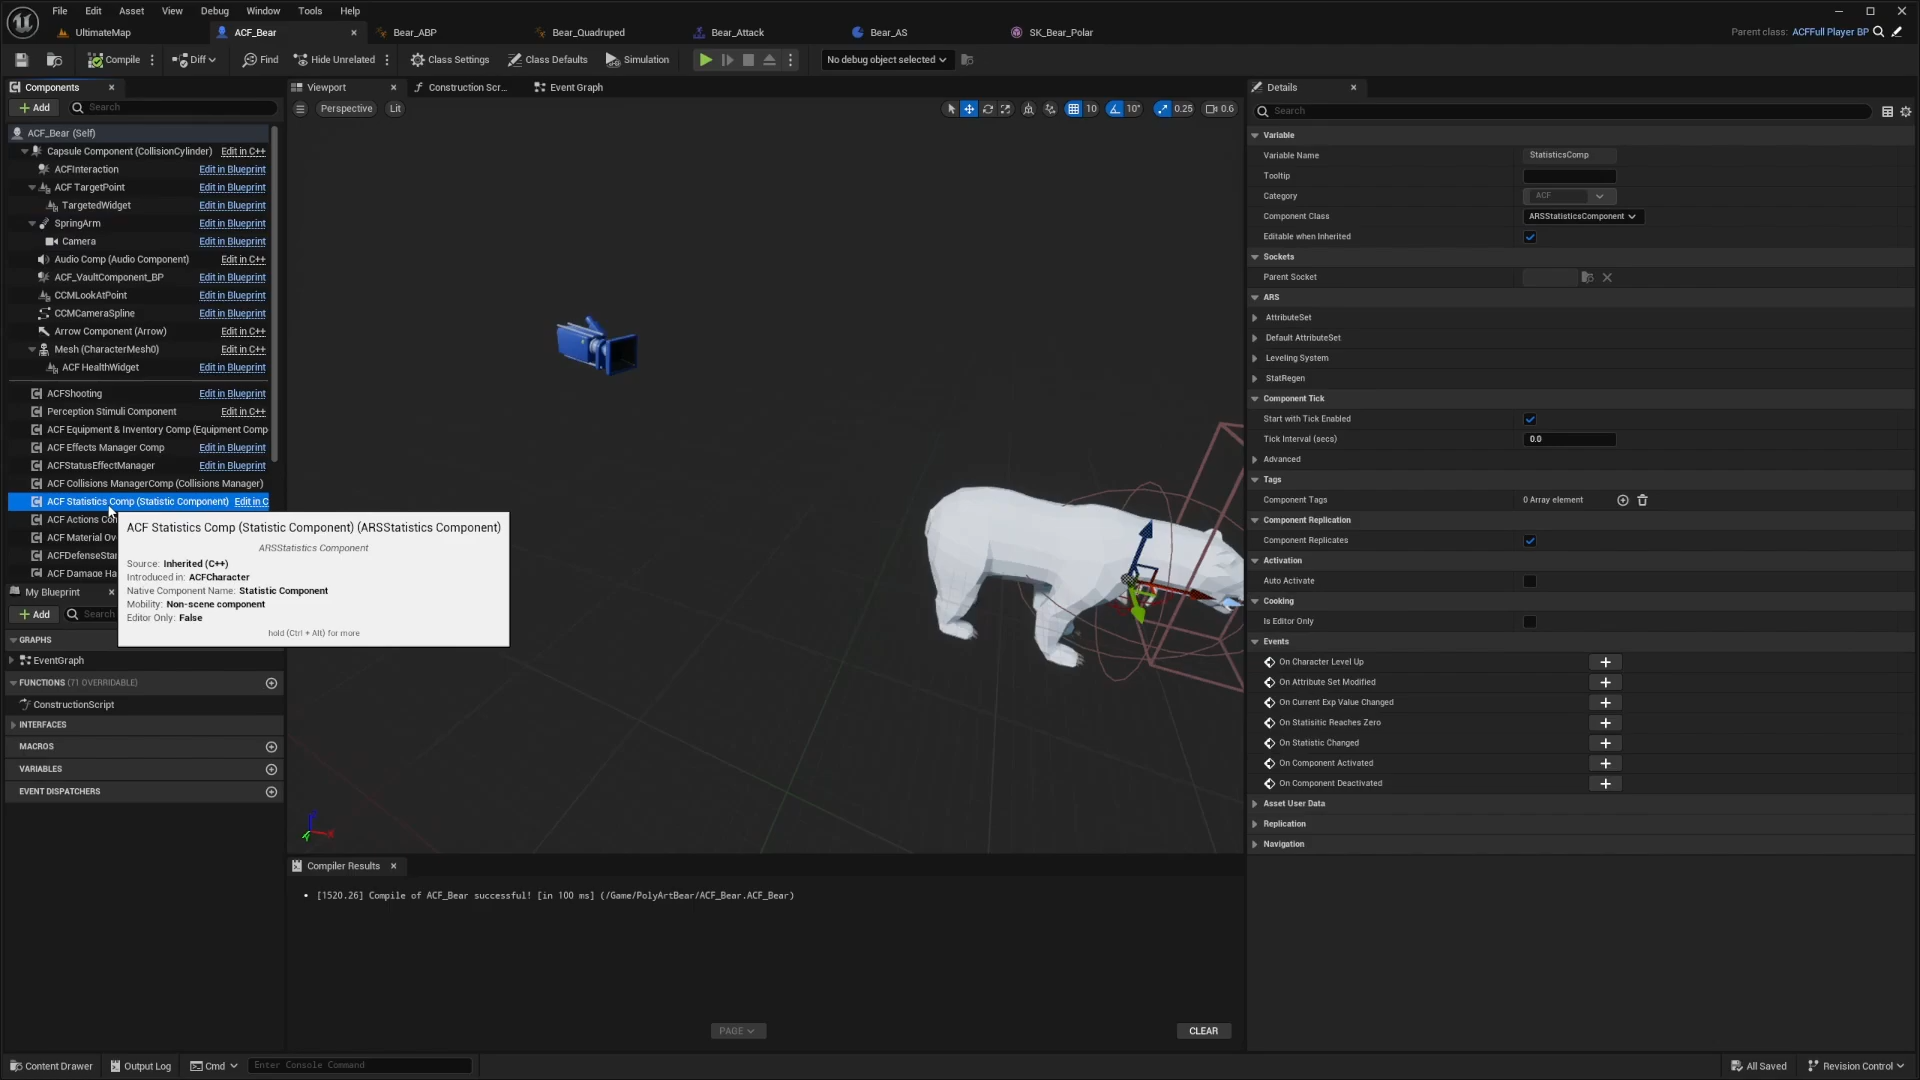 File Edit Asset View Debug Window Tools Help
UltimateMap ACF_Bear Bear_ABP Bear_Quadruped Bear_Attack Bear_AS SK_Bear_Polar Parent class: ACFFull Player BP
Compile Diff Find Hide Unrelated Class Settings Class Defaults Simulation No debug object selected
Components
Add Search
ACF_Bear (Self)
Capsule Component (CollisionCylinder) Edit in C++
ACFInteraction Edit in Blueprint
ACF TargetPoint Edit in Blueprint
TargetedWidget Edit in Blueprint
SpringArm Edit in Blueprint
Camera Edit in Blueprint
Audio Comp (Audio Component) Edit in C++
ACF_VaultComponent_BP Edit in Blueprint
CCMLookAtPoint Edit in Blueprint
CCMCameraSpline Edit in Blueprint
Arrow Component (Arrow) Edit in C++
Mesh (CharacterMesh0) Edit in C++
ACF HealthWidget Edit in Blueprint
ACFShooting Edit in Blueprint
Perception Stimuli Component Edit in C++
ACF Equipment & Inventory Comp (Equipment Comp
ACF Effects Manager Comp Edit in Blueprint
ACFStatusEffectManager Edit in Blueprint
ACF Collisions ManagerComp (Collisions Manager)
ACF Statistics Comp (Statistic Component) Edit in C
ACF Actions Con
ACF Material Ov
ACFDefenseStar
ACF Damage Ha
ACF Statistics Comp (Statistic Component) (ARSStatistics Component)
ARSStatistics Component
Source: Inherited (C++)
Introduced in: ACFCharacter
Native Component Name: Statistic Component
Mobility: Non-scene component
Editor Only: False
hold (Ctrl + Alt) for more
My Blueprint
Add Search
GRAPHS
EventGraph
FUNCTIONS (71 OVERRIDABLE)
ConstructionScript
INTERFACES
MACROS
VARIABLES
EVENT DISPATCHERS
Viewport Construction Scr... Event Graph
Perspective Lit 10 10° 0.25 0.6
Compiler Results
[1520.26] Compile of ACF_Bear successful! [in 100 ms] (/Game/PolyArtBear/ACF_Bear.ACF_Bear)
PAGE CLEAR
Details
Search
Variable
Variable Name StatisticsComp
Tooltip
Category ACF
Component Class ARSStatisticsComponent
Editable when Inherited
Sockets
Parent Socket
ARS
AttributeSet
Default AttributeSet
Leveling System
StatRegen
Component Tick
Start with Tick Enabled
Tick Interval (secs) 0.0
Advanced
Tags
Component Tags 0 Array element
Component Replication
Component Replicates
Activation
Auto Activate
Cooking
Is Editor Only
Events
On Character Level Up
On Attribute Set Modified
On Current Exp Value Changed
On Statisitic Reaches Zero
On Statistic Changed
On Component Activated
On Component Deactivated
Asset User Data
Replication
Navigation
Content Drawer Output Log Cmd Enter Console Command All Saved Revision Control